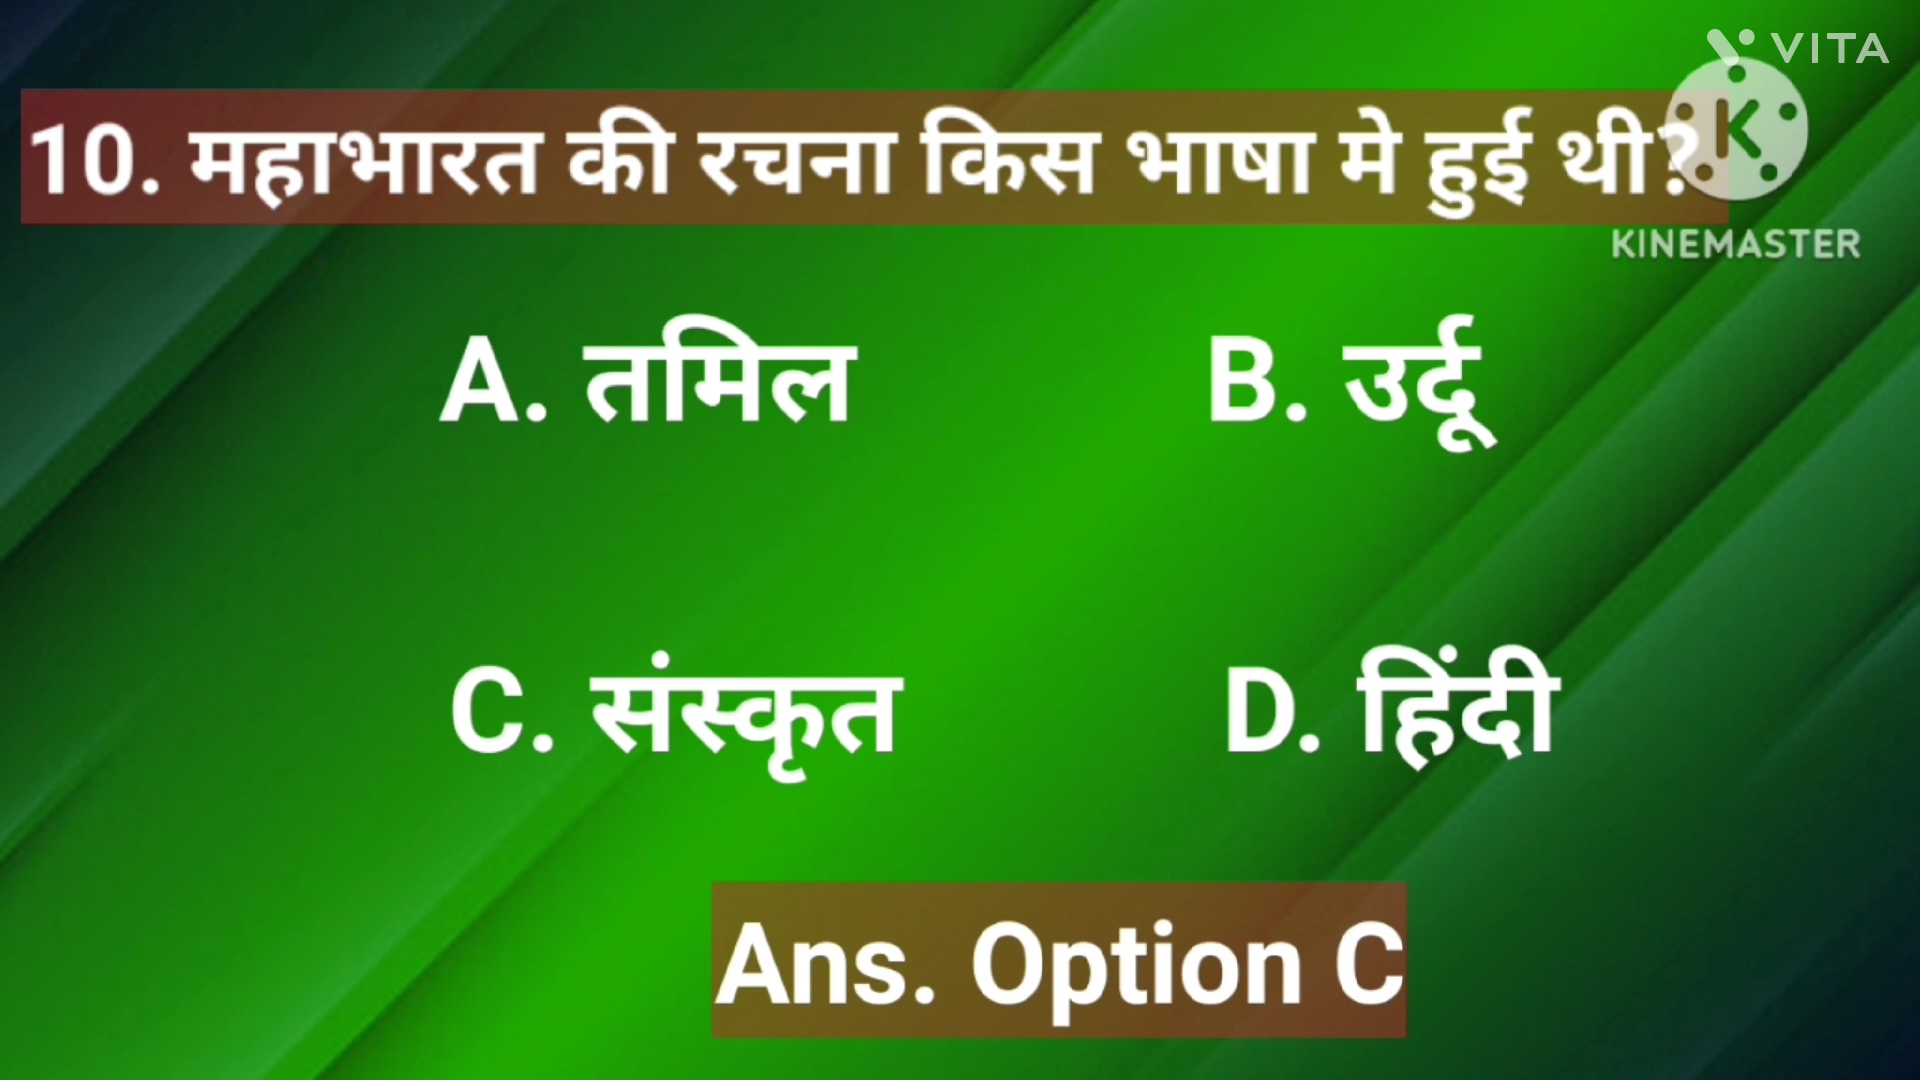 VITA
10. महाभारत की रचना किस भाषा मे हुई थी?
K
KINEMASTER
A. तमिल B. उर्दू
C. संस्कृत D. हिंदी
Ans. Option C